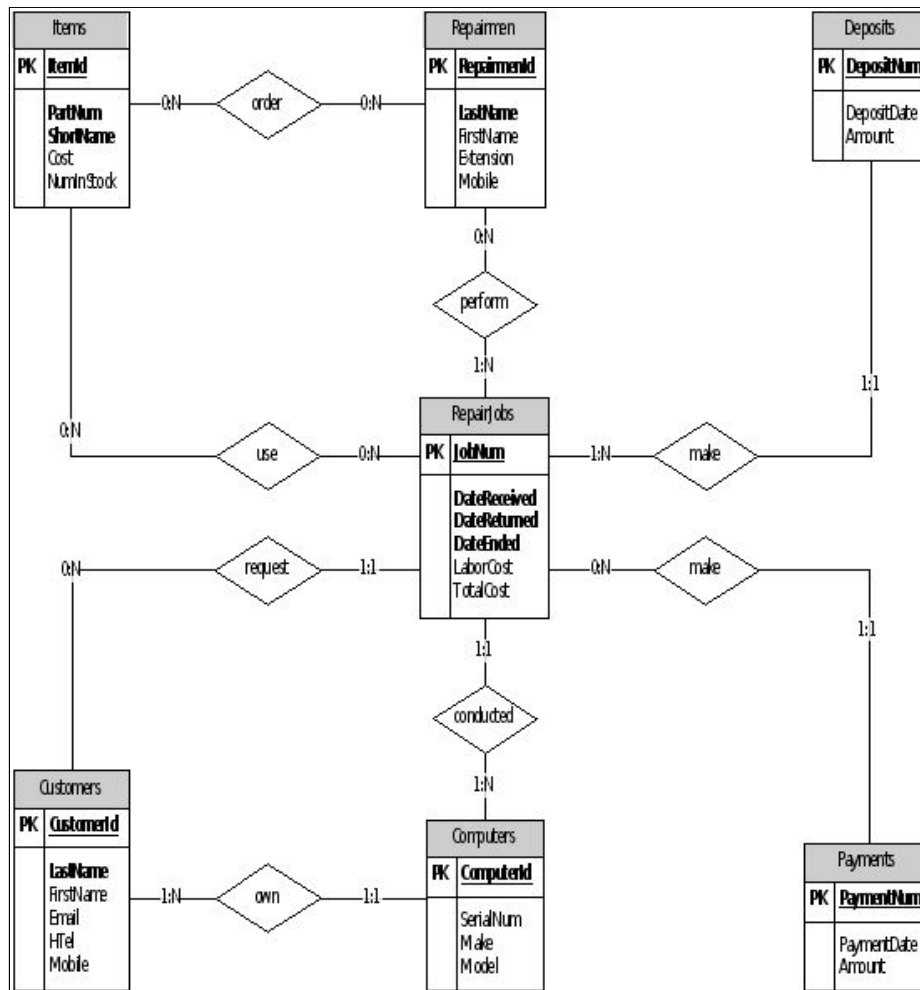 Items
PK ItemId
PartNum
ShortName
Cost
NumInStock
0:N
order
0:N
Repairmen
PK RepairmenId
LastName
FirstName
Extension
Mobile
Deposits
PK DepositNum
DepositDate
Amount
0:N
perform
1:N
1:1
0:N
use
0:N
RepairJobs
PK JobNum
DateReceived
DateReturned
DateEnded
LaborCost
TotalCost
1:N
make
0:N
request
1:1
0:N
make
1:1
1:1
conducted
1:N
Customers
PK CustomerId
LastName
FirstName
Email
HTel
Mobile
1:N
own
1:1
Computers
PK ComputerId
SerialNum
Make
Model
Payments
PK PaymentNum
PaymentDate
Amount